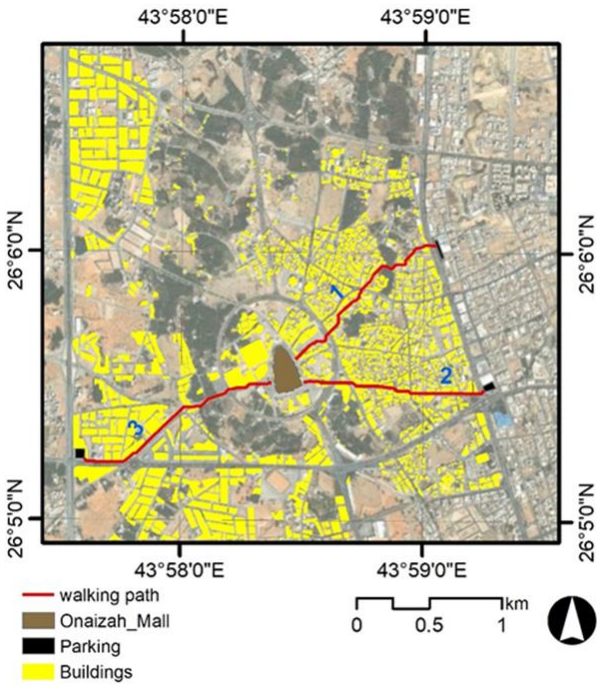 43°58'0"E 43°59'0"E
26°6'0"N 26°6'0"N
1
2
3
26°5'0"N 26°5'0"N
43°58'0"E 43°59'0"E
walking path
Onaizah_Mall
Parking
Buildings
km
0 0.5 1